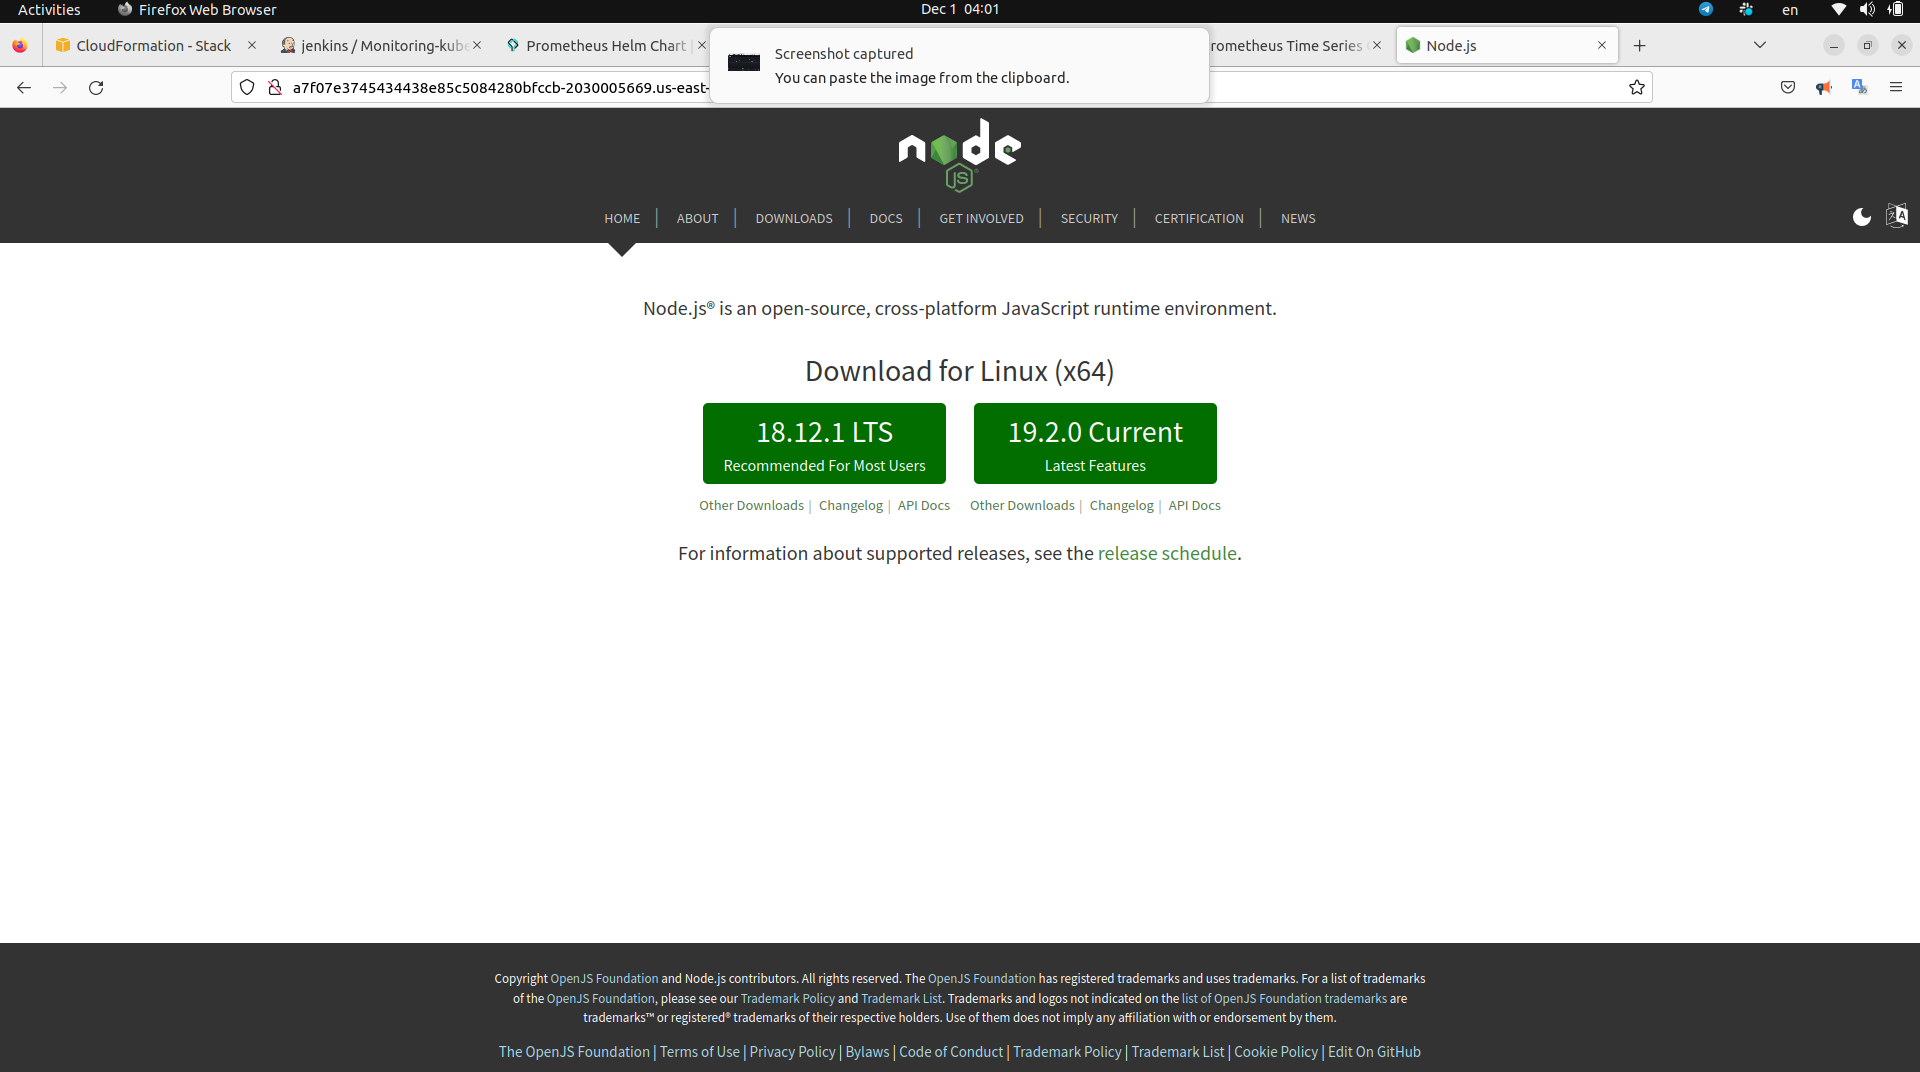 Activities
Firefox Web Browser
Dec 1 04:01
en
CloudFormation - Stack
jenkins / Monitoring-kube
Prometheus Helm Chart
rometheus Time Series
Node.js
Screenshot captured
You can paste the image from the clipboard.
a7f07e3745434438e85c5084280bfccb-2030005669.us-east-
node
JS
HOME | ABOUT | DOWNLOADS | DOCS | GET INVOLVED | SECURITY | CERTIFICATION | NEWS
Node.js® is an open-source, cross-platform JavaScript runtime environment.
Download for Linux (x64)
18.12.1 LTS
Recommended For Most Users
19.2.0 Current
Latest Features
Other Downloads | Changelog | API Docs
Other Downloads | Changelog | API Docs
For information about supported releases, see the release schedule.
Copyright OpenJS Foundation and Node.js contributors. All rights reserved. The OpenJS Foundation has registered trademarks and uses trademarks. For a list of trademarks
of the OpenJS Foundation, please see our Trademark Policy and Trademark List. Trademarks and logos not indicated on the list of OpenJS Foundation trademarks are
trademarks™ or registered® trademarks of their respective holders. Use of them does not imply any affiliation with or endorsement by them.
The OpenJS Foundation | Terms of Use | Privacy Policy | Bylaws | Code of Conduct | Trademark Policy | Trademark List | Cookie Policy | Edit On GitHub